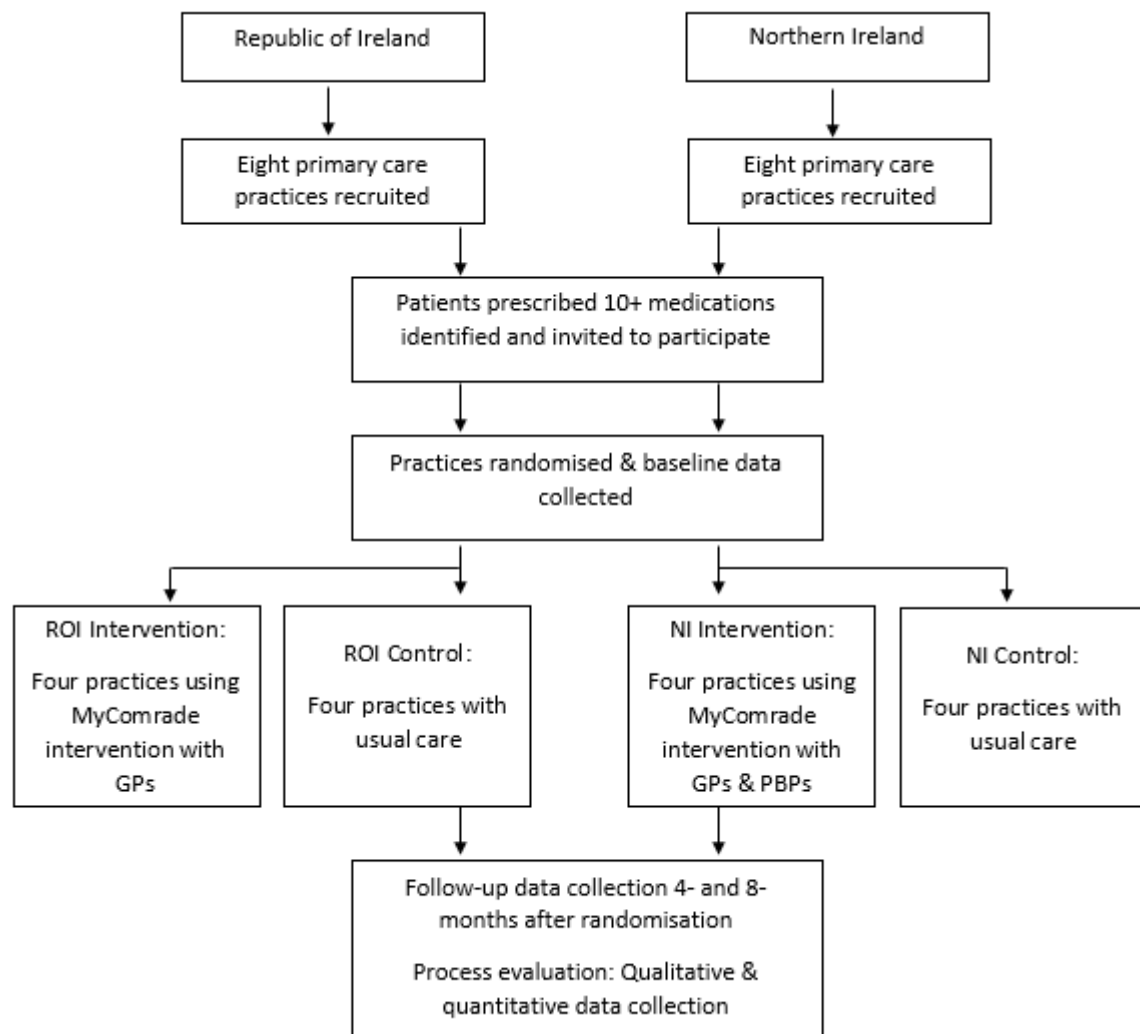 Republic of Ireland
Northern Ireland
Eight primary care
practices recruited
Eight primary care
practices recruited
Patients prescribed 10+ medications
identified and invited to participate
Practices randomised & baseline data
collected
ROI Intervention:
Four practices using
MyComrade
intervention with
GPs
ROI Control:
Four practices with
usual care
NI Intervention:
Four practices using
MyComrade
intervention with
GPs & PBPs
NI Control:
Four practices with
usual care
Follow-up data collection 4- and 8-
months after randomisation
Process evaluation: Qualitative &
quantitative data collection